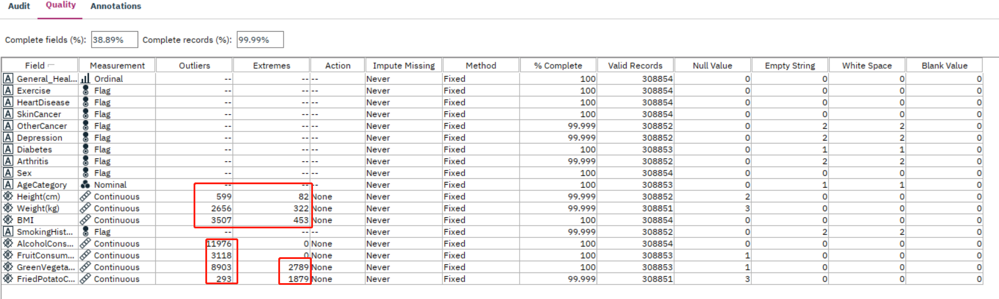 Audit Quality Annotations
Complete fields (%): 38.89% Complete records (%): 99.99%
Field Measurement Outliers Extremes Action Impute Missing Method % Complete Valid Records Null Value Empty String White Space Blank Value
A General_Heal... Ordinal -- -- -- Never Fixed 100 308854 0 0 0 0
A Exercise Flag -- -- -- Never Fixed 100 308854 0 0 0 0
A HeartDisease Flag -- -- -- Never Fixed 100 308854 0 0 0 0
A SkinCancer Flag -- -- -- Never Fixed 100 308854 0 0 0 0
A OtherCancer Flag -- -- -- Never Fixed 99.999 308852 0 2 2 0
A Depression Flag -- -- -- Never Fixed 99.999 308852 0 2 2 0
A Diabetes Flag -- -- -- Never Fixed 100 308853 0 1 1 0
A Arthritis Flag -- -- -- Never Fixed 99.999 308852 0 2 2 0
A Sex Flag -- -- -- Never Fixed 100 308854 0 0 0 0
A AgeCategory Nominal -- -- -- Never Fixed 100 308853 0 1 1 0
Height(cm) Continuous 599 82 None Never Fixed 99.999 308852 2 0 0 0
Weight(kg) Continuous 2656 322 None Never Fixed 99.999 308851 3 0 0 0
BMI Continuous 3507 453 None Never Fixed 100 308854 0 0 0 0
A SmokingHist... Flag -- -- -- Never Fixed 99.999 308852 0 2 2 0
AlcoholCons... Continuous 11976 0 None Never Fixed 100 308854 0 0 0 0
FruitConsum... Continuous 3118 0 None Never Fixed 100 308853 1 0 0 0
GreenVegeta... Continuous 8903 2789 None Never Fixed 100 308853 1 0 0 0
FriedPotatoC... Continuous 293 1879 None Never Fixed 99.999 308851 3 0 0 0